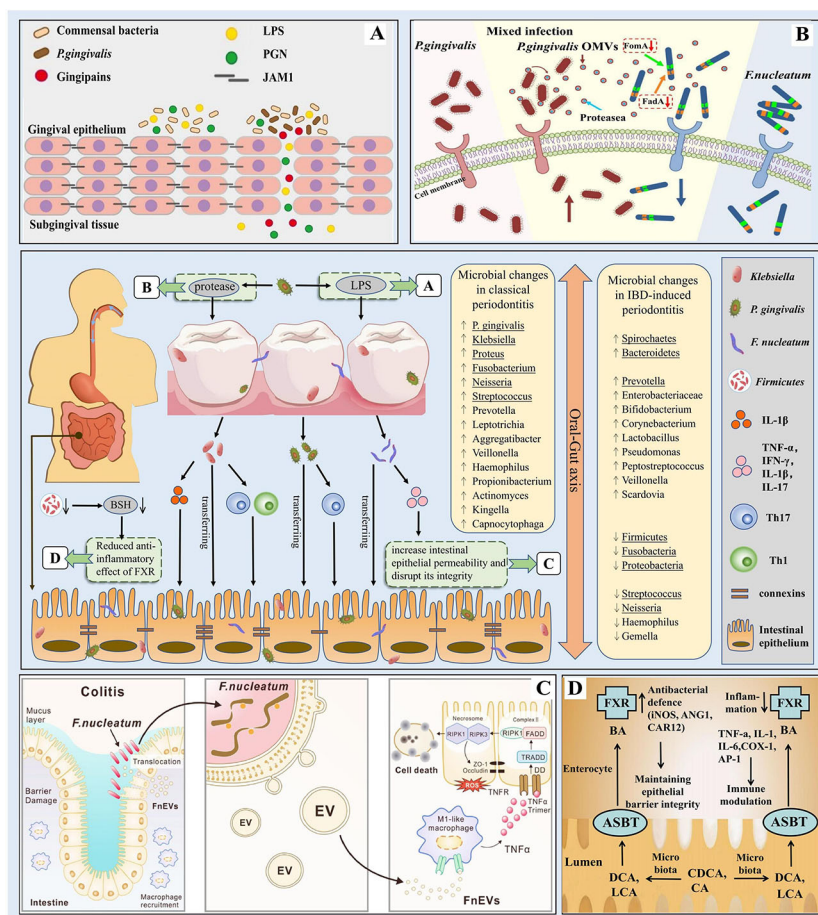 A
Commensal bacteria
P.gingivalis
Gingipains
LPS
PGN
JAM1
Gingival epithelium
Subgingival tissue
B
Mixed infection
P.gingivalis
P.gingivalis OMVs
FomA
FadA
F.nucleatum
Proteasea
Cell membrane
B
protease
LPS
A
Klebsiella
P. gingivalis
F. nucleatum
IL-1β
TNF-α,
IFN-γ,
IL-1β,
IL-17
Th17
Th1
connexins
Intestinal
epithelium
Microbial changes
in classical
periodontitis
↑ P. gingivalis
↑ Klebsiella
↑ Proteus
↑ Fusobacterium
↑ Neisseria
↑ Streptococcus
↑ Prevotella
↑ Leptotrichia
↑ Aggregatibacter
↑ Veillonella
↑ Haemophilus
↑ Propionibacterium
↑ Actinomyces
↑ Kingella
↑ Capnocytophaga
Oral-Gut axis
Microbial changes
in IBD-induced
periodontitis
↑ Spirochaetes
↑ Bacteroidetes
↑ Prevotella
↑ Enterobacteriaceae
↑ Bifidobacterium
↑ Corynebacterium
↑ Lactobacillus
↑ Pseudomonas
↑ Peptostreptococcus
↑ Veillonella
↑ Scardovia
↓ Firmicutes
↓ Fusobacteria
↓ Proteobacteria
↓ Streptococcus
↓ Neisseria
↓ Haemophilus
↓ Gemella
Firmicutes
BSH
D
Reduced anti-
inflammatory
effect of FXR
transferring
transferring
transferring
increase intestinal
epithelial permeability and
disrupt its integrity
C
C
Colitis
Mucus
layer
F.nucleatum
Translocation
Barrier
Damage
FnEVs
Macrophage
recruitment
Intestine
F.nucleatum
EV
EV
EV
Necrosome
RIPK1
RIPK3
Complex II
RIPK1
FADD
TRADD
DD
Cell death
ZO-1
Occludin
ROS
TNFR
TNFα
Trimer
M1-like
macrophage
TNFα
FnEVs
D
FXR
BA
Antibacterial
defence
(iNOS, ANG1,
CAR12)
Inflam-
mation
FXR
BA
TNF-a, IL-1,
IL-6,COX-1,
AP-1
Enterocyte
Maintaining
epithelial
barrier integrity
Immune
modulation
ASBT
ASBT
Lumen
DCA,
LCA
Micro
biota
CDCA,
CA
Micro
biota
DCA,
LCA